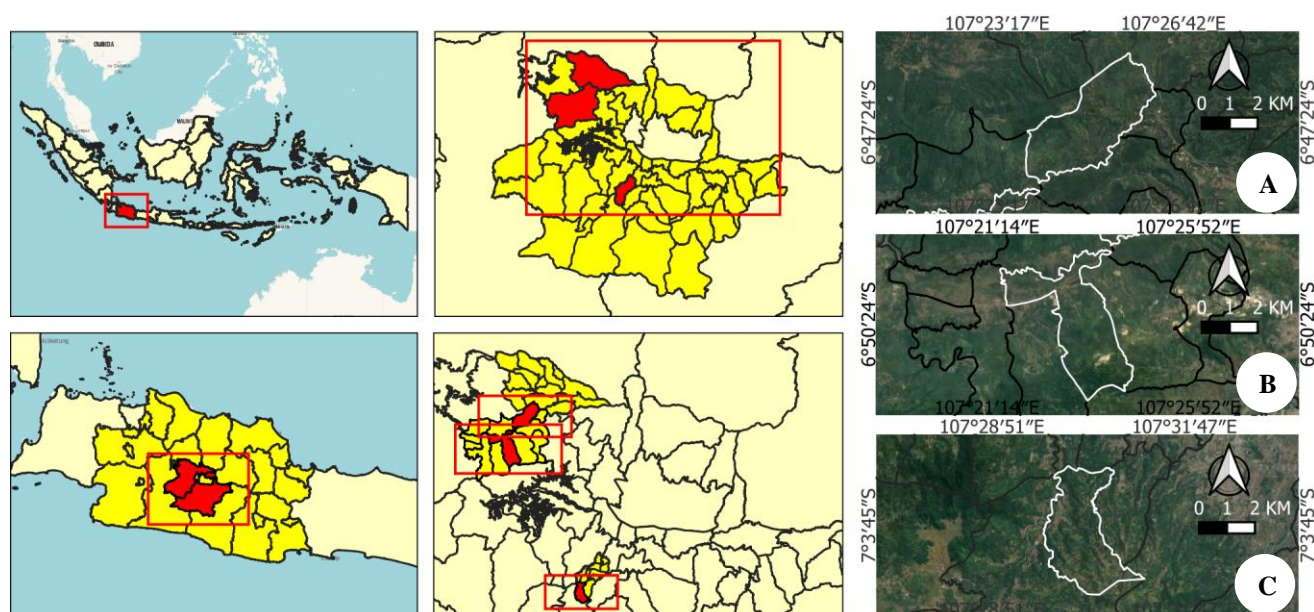 CAMBODIA
107°23′17″E 107°26′42″E
6°47′24″S 6°47′24″S
0 1 2 KM
A
107°21′14″E 107°25′52″E
6°50′24″S 6°50′24″S
0 1 2 KM
B
107°21′14″E 107°25′52″E
107°28′51″E 107°31′47″E
7°3′45″S 7°3′45″S
0 1 2 KM
C